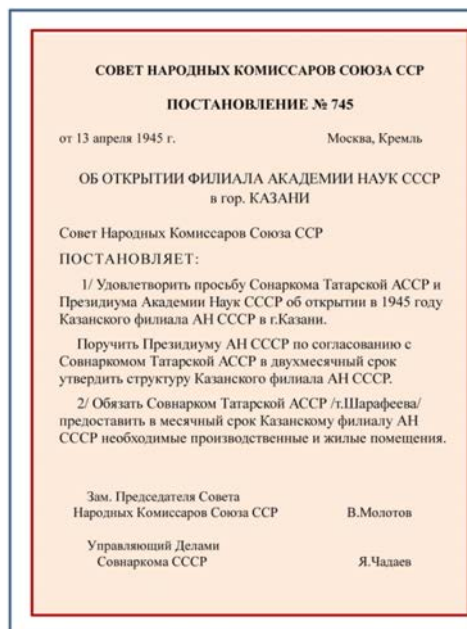 СОВЕТ НАРОДНЫХ КОМИССАРОВ СОЮЗА ССР
ПОСТАНОВЛЕНИЕ № 745
от 13 апреля 1945 г. Москва, Кремль
ОБ ОТКРЫТИИ ФИЛИАЛА АКАДЕМИИ НАУК СССР
в гор. КАЗАНИ
Совет Народных Комиссаров Союза ССР
ПОСТАНОВЛЯЕТ:
1/ Удовлетворить просьбу Сонаркома Татарской АССР и
Президиума Академии Наук СССР об открытии в 1945 году
Казанского филиала АН СССР в г.Казани.
Поручить Президиуму АН СССР по согласованию с
Совнаркомом Татарской АССР в двухмесячный срок
утвердить структуру Казанского филиала АН СССР.
2/ Обязать Совнарком Татарской АССР /т.Шарафеева/
предоставить в месячный срок Казанскому филиалу АН
СССР необходимые производственные и жилые помещения.
Зам. Председателя Совета
Народных Комиссаров Союза ССР В.Молотов
Управляющий Делами
Совнаркома СССР Я.Чадаев